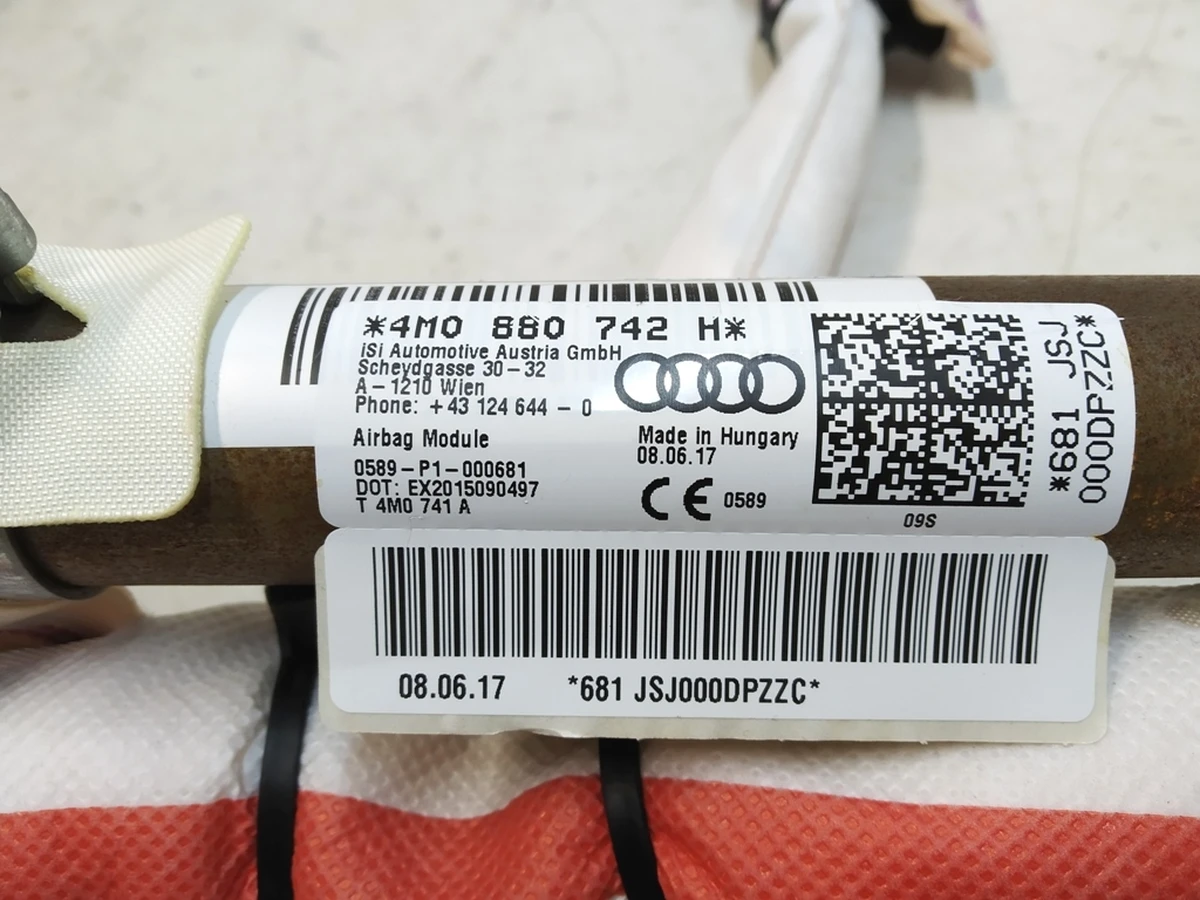 *4M0 880 742 H*
iSi Automotive Austria GmbH
Scheydgasse 30-32
A-1210 Wien
Phone: +43 124 644 - 0
Airbag Module
0589-P1-000681
DOT: EX2015090497
T 4M0 741 A
Made in Hungary
08.06.17
CE 0589
09S
*681 JSJ
000DPZZC*
08.06.17 *681 JSJ000DPZZC*